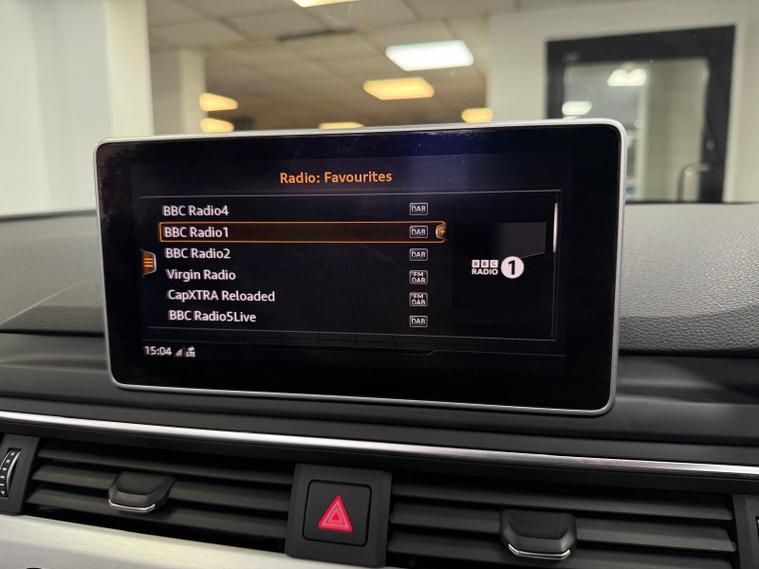 Radio: Favourites
BBC Radio4 DAB
BBC Radio1 DAB
BBC Radio2 DAB
Virgin Radio FM DAB
CapXTRA Reloaded FM DAB
BBC Radio5Live DAB
BBC RADIO 1
15:04 LTE